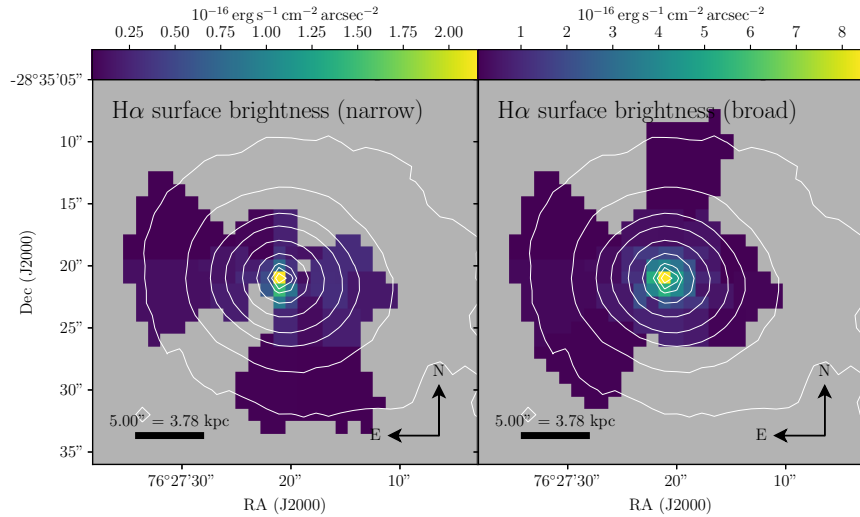 10⁻¹⁶ erg s⁻¹ cm⁻² arcsec⁻²
0.25 0.50 0.75 1.00 1.25 1.50 1.75 2.00
10⁻¹⁶ erg s⁻¹ cm⁻² arcsec⁻²
1 2 3 4 5 6 7 8
Hα surface brightness (narrow)
Hα surface brightness (broad)
-28°35'05"
10"
15"
20"
25"
30"
35"
Dec (J2000)
5.00" = 3.78 kpc
N
E
5.00" = 3.78 kpc
N
E
76°27'30" 20" 10"
RA (J2000)
76°27'30" 20" 10"
RA (J2000)